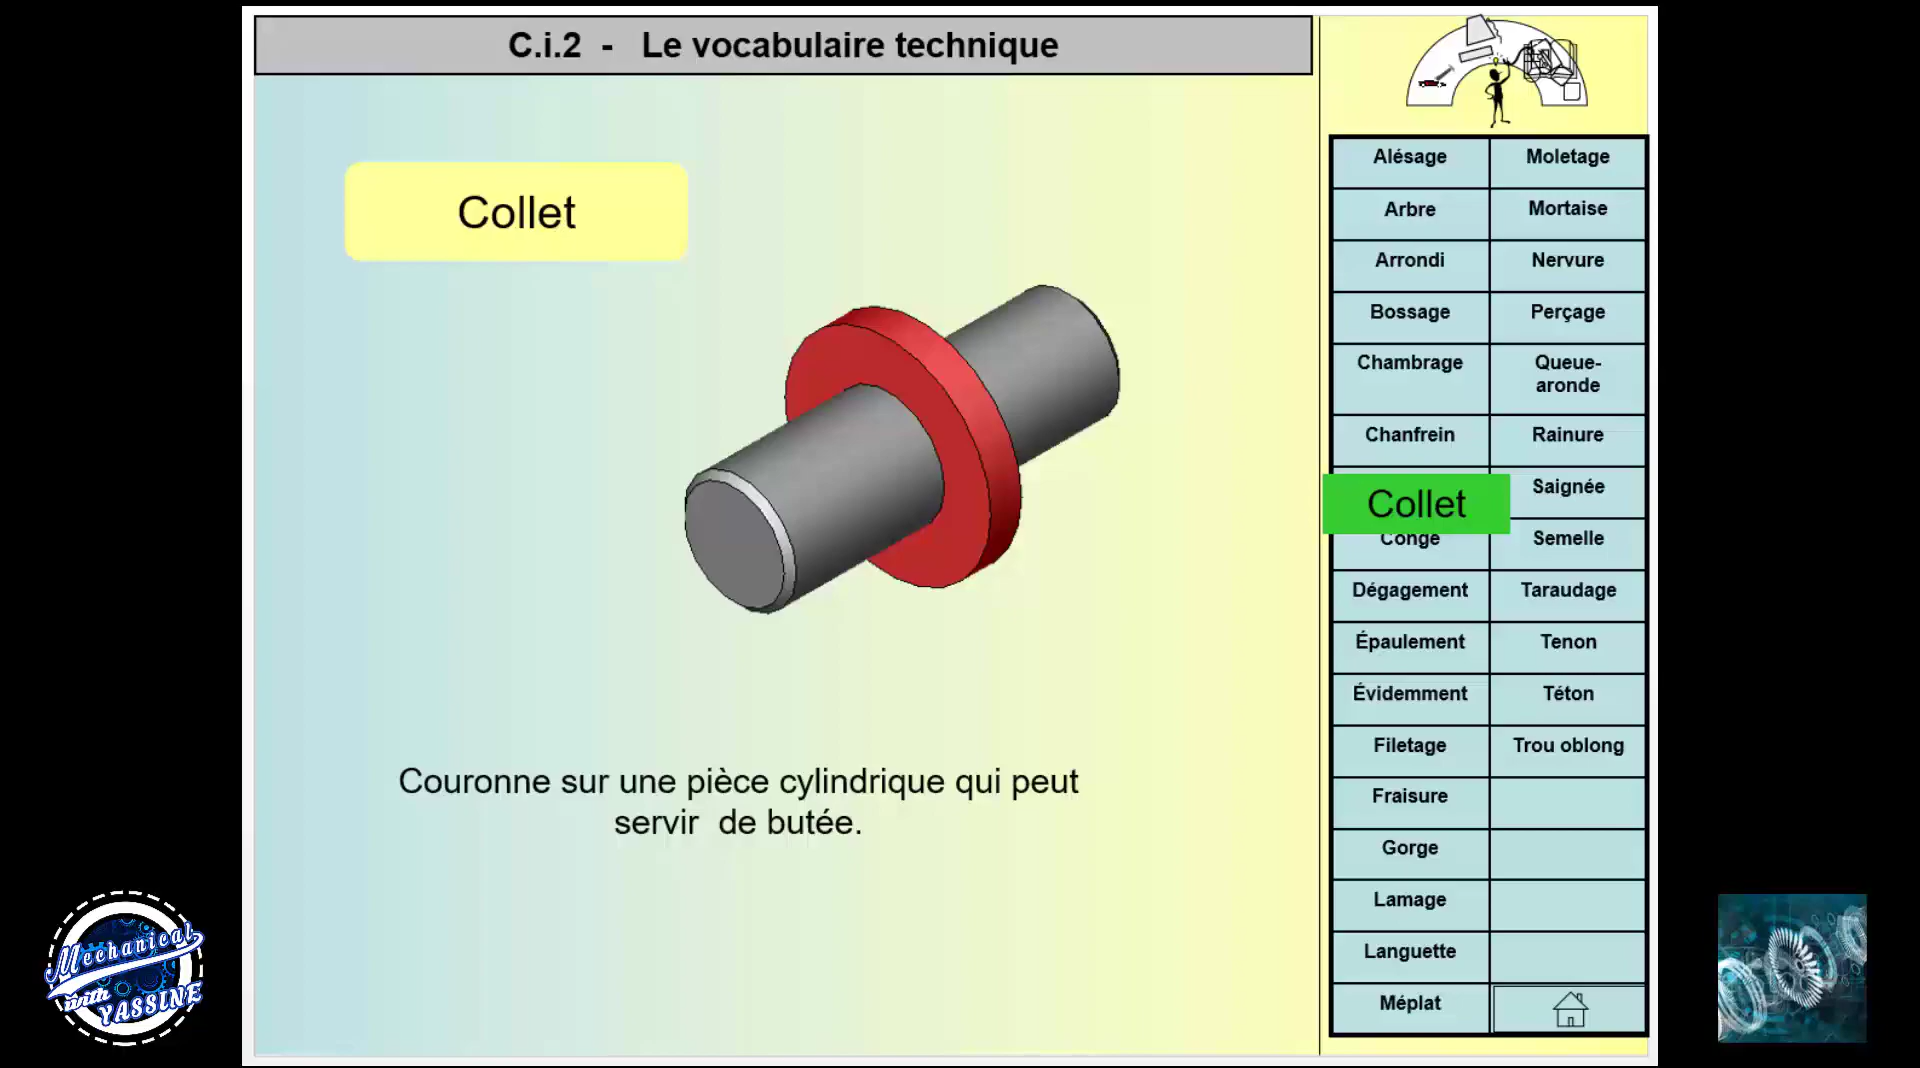 C.i.2 - Le vocabulaire technique
Collet
Couronne sur une pièce cylindrique qui peut
servir de butée.
Alésage
Moletage
Arbre
Mortaise
Arrondi
Nervure
Bossage
Perçage
Chambrage
Queue-
aronde
Chanfrein
Rainure
Collet
Saignée
Congé
Semelle
Dégagement
Taraudage
Épaulement
Tenon
Évidemment
Téton
Filetage
Trou oblong
Fraisure
Gorge
Lamage
Languette
Méplat
Mechanical
with
YASSINE